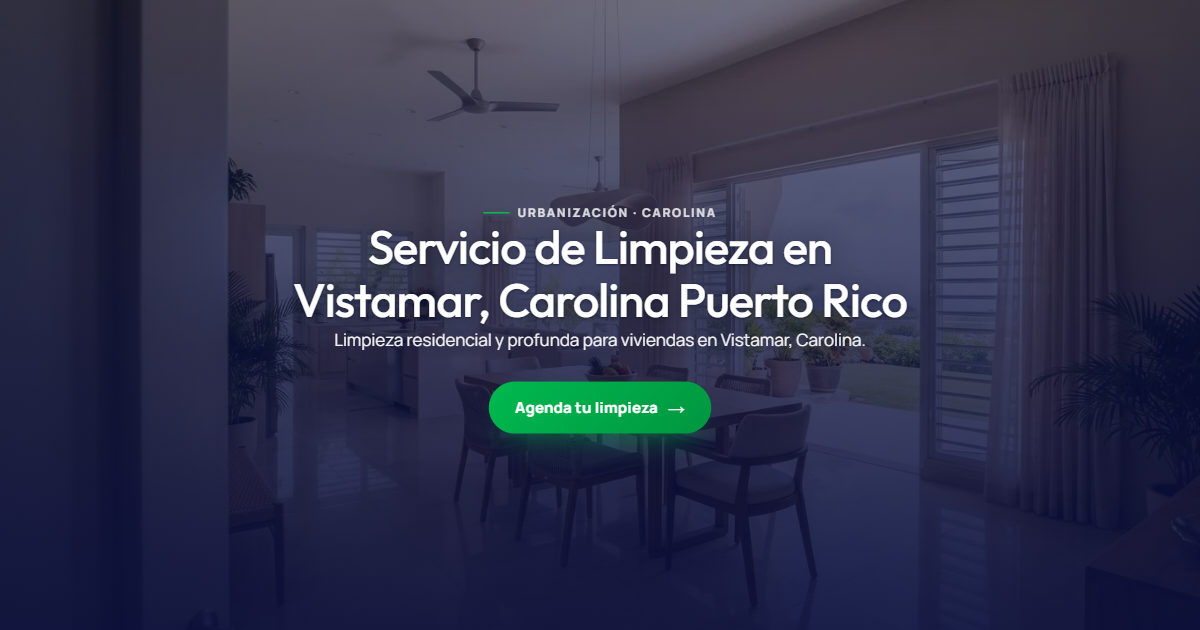 URBANIZACIÓN · CAROLINA
Servicio de Limpieza en
Vistamar, Carolina Puerto Rico
Limpieza residencial y profunda para viviendas en Vistamar, Carolina.
Agenda tu limpieza →